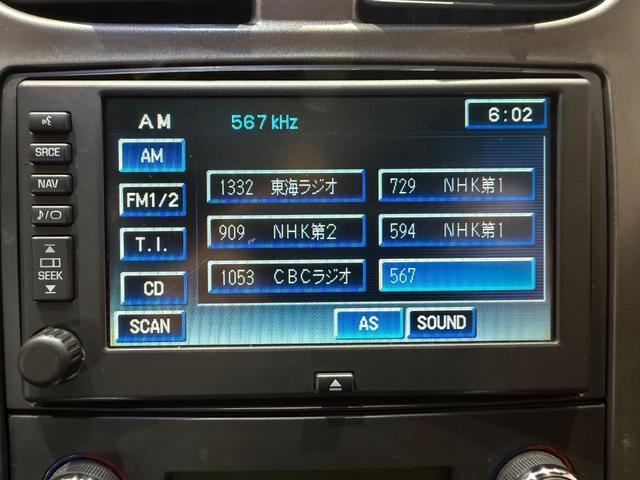 AM 567 kHz 6:02
SRCE
NAV
SEEK
AM
FM1/2
T.I.
CD
SCAN
1332 東海ラジオ 729 NHK第1
909 NHK第2 594 NHK第1
1053 CBCラジオ 567
AS SOUND